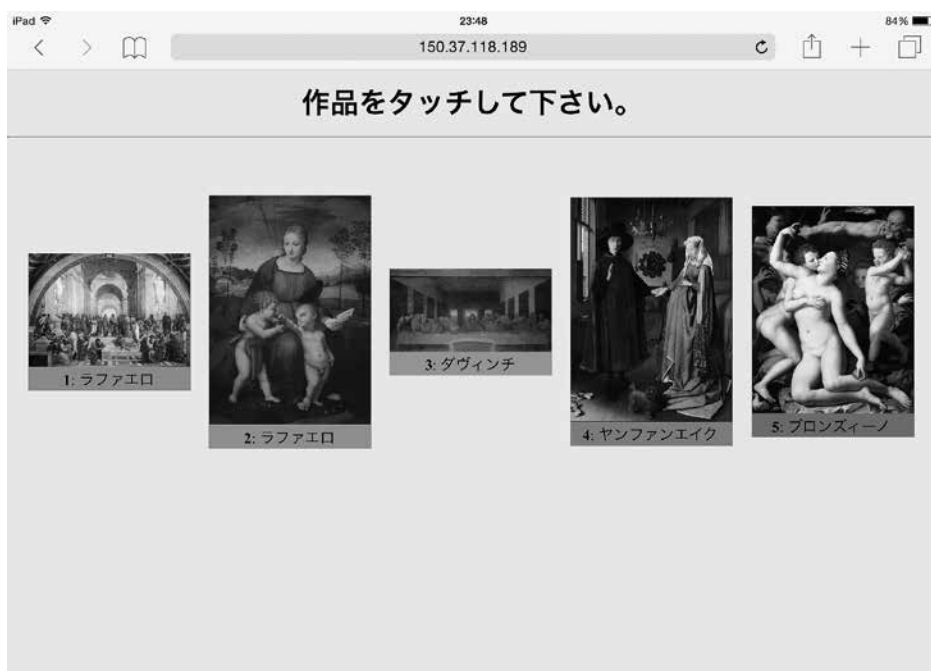 iPad
23:48
84%
150.37.118.189
作品をタッチして下さい。
1: ラファエロ
2: ラファエロ
3: ダヴィンチ
4: ヤンファンエイク
5: ブロンズィーノ